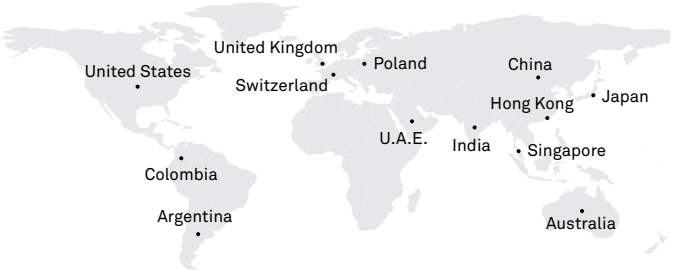 United Kingdom
Poland
China
United States
Switzerland
Hong Kong
Japan
U.A.E.
India
Singapore
Colombia
Argentina
Australia